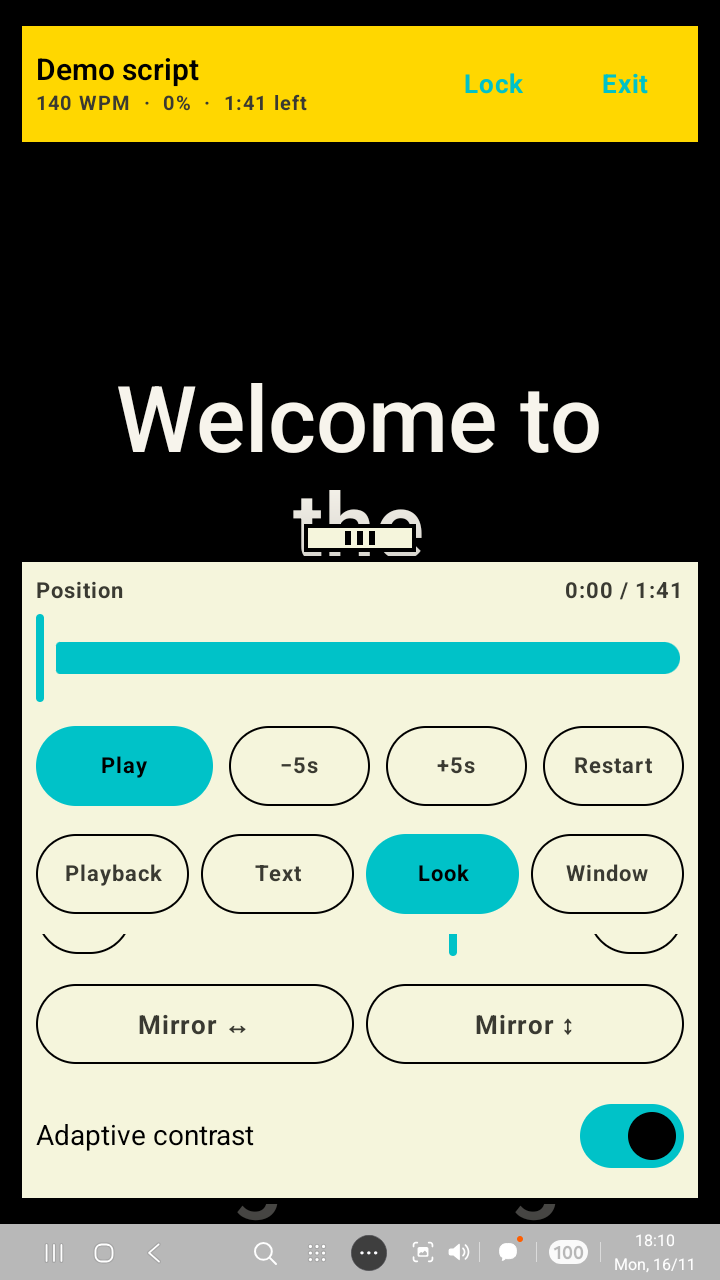 Demo script
140 WPM · 0% · 1:41 left
Lock
Exit
Welcome to
the
Position
0:00 / 1:41
Play
−5s
+5s
Restart
Playback
Text
Look
Window
Mirror ↔
Mirror ↕
Adaptive contrast
100
18:10
Mon, 16/11